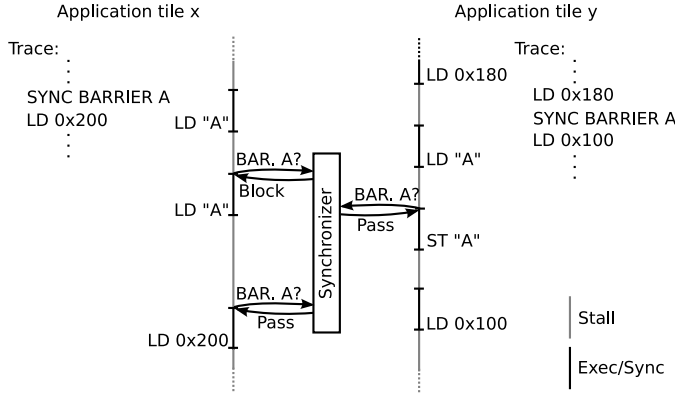 Application tile x
Application tile y
Trace:
SYNC BARRIER A
LD 0x200
LD "A"
BAR. A?
Block
LD "A"
BAR. A?
Pass
LD 0x200
Synchronizer
LD 0x180
LD "A"
BAR. A?
Pass
ST "A"
LD 0x100
Trace:
LD 0x180
SYNC BARRIER A
LD 0x100
Stall
Exec/Sync